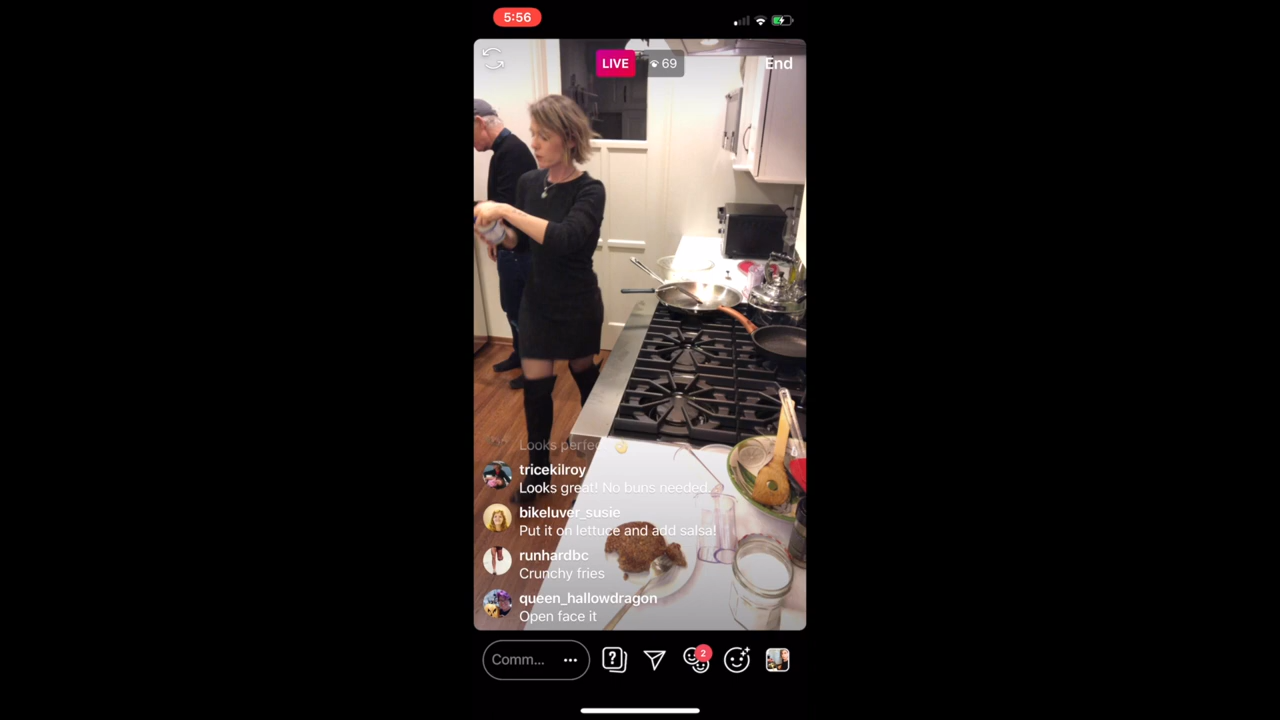 5:56
LIVE
69
End
Looks
tricekilroy
Looks great! No buns needed.
bikeluver_susie
Put it on lettuce and add salsa!
runhardbc
Crunchy fries
queen_hallowdragon
Open face it
Comm...
2